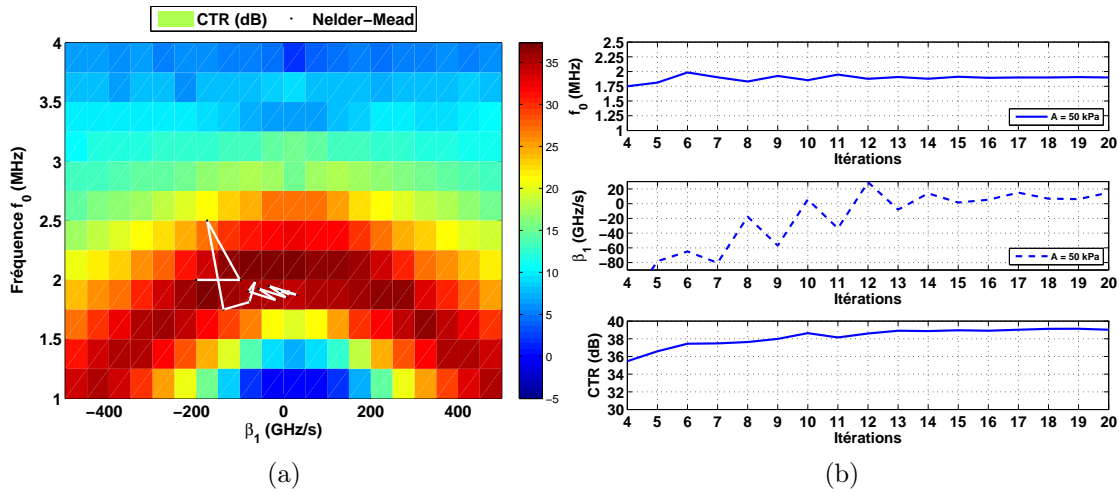 CTR (dB) Nelder−Mead
4
3.5
3
2.5
2
1.5
1
Fréquence f0 (MHz)
−400 −200 0 200 400
β1 (GHz/s)
35
30
25
20
15
10
5
0
−5
(a)
2.5
2.25
2
1.75
1.5
1.25
1
f0 (MHz)
A = 50 kPa
4 5 6 7 8 9 10 11 12 13 14 15 16 17 18 19 20
Itérations
20
0
−20
−40
−60
−80
β1 (GHz/s)
A = 50 kPa
4 5 6 7 8 9 10 11 12 13 14 15 16 17 18 19 20
Itérations
40
38
36
34
32
30
CTR (dB)
4 5 6 7 8 9 10 11 12 13 14 15 16 17 18 19 20
Itérations
(b)